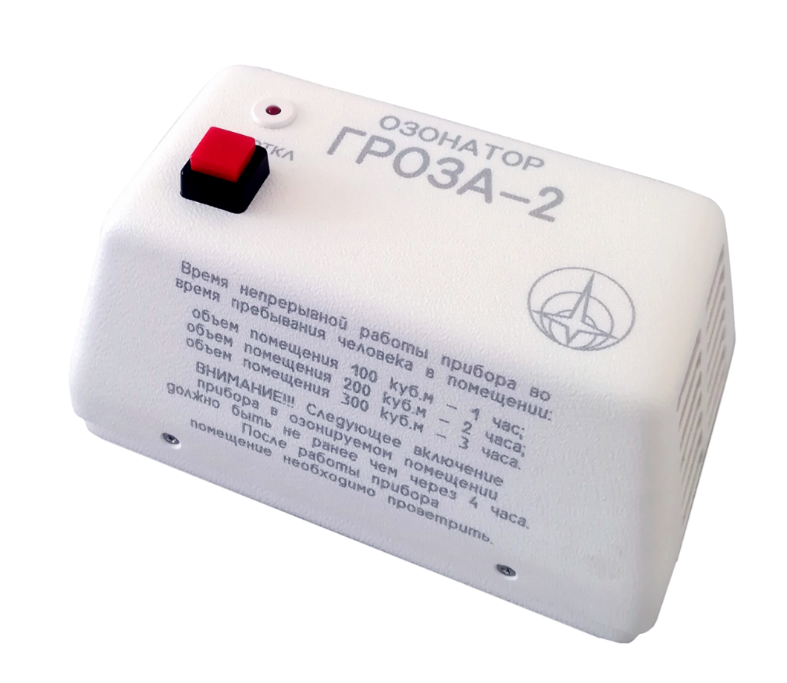 ОТКЛ
ОЗОНАТОР
ГРОЗА-2
Время непрерывной работы прибора во
время пребывания человека в помещении:
объем помещения 100 куб.м - 1 час;
объем помещения 200 куб.м - 2 часа;
объем помещения 300 куб.м - 3 часа.
ВНИМАНИЕ!!! Следующее включение
прибора в озонируемом помещении
должно быть не ранее чем через 4 часа.
После работы прибора
помещение необходимо проветрить.